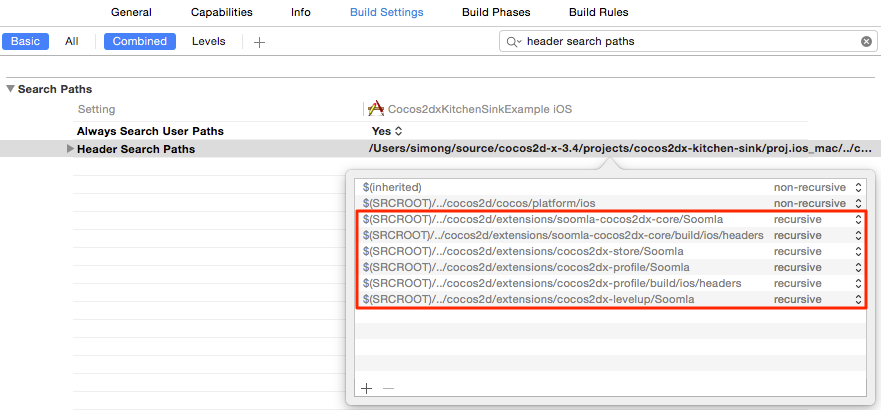 General Capabilities Info Build Settings Build Phases Build Rules
Basic All Combined Levels + header search paths
Search Paths
Setting Cocos2dxKitchenSinkExample iOS
Always Search User Paths Yes
Header Search Paths /Users/simong/source/cocos2d-x-3.4/projects/cocos2dx-kitchen-sink/proj.ios_mac/../c...
$(inherited) non-recursive
$(SRCROOT)/../cocos2d/cocos/platform/ios non-recursive
$(SRCROOT)/../cocos2d/extensions/soomla-cocos2dx-core/Soomla recursive
$(SRCROOT)/../cocos2d/extensions/soomla-cocos2dx-core/build/ios/headers recursive
$(SRCROOT)/../cocos2d/extensions/cocos2dx-store/Soomla recursive
$(SRCROOT)/../cocos2d/extensions/cocos2dx-profile/Soomla recursive
$(SRCROOT)/../cocos2d/extensions/cocos2dx-profile/build/ios/headers recursive
$(SRCROOT)/../cocos2d/extensions/cocos2dx-levelup/Soomla recursive
+ −